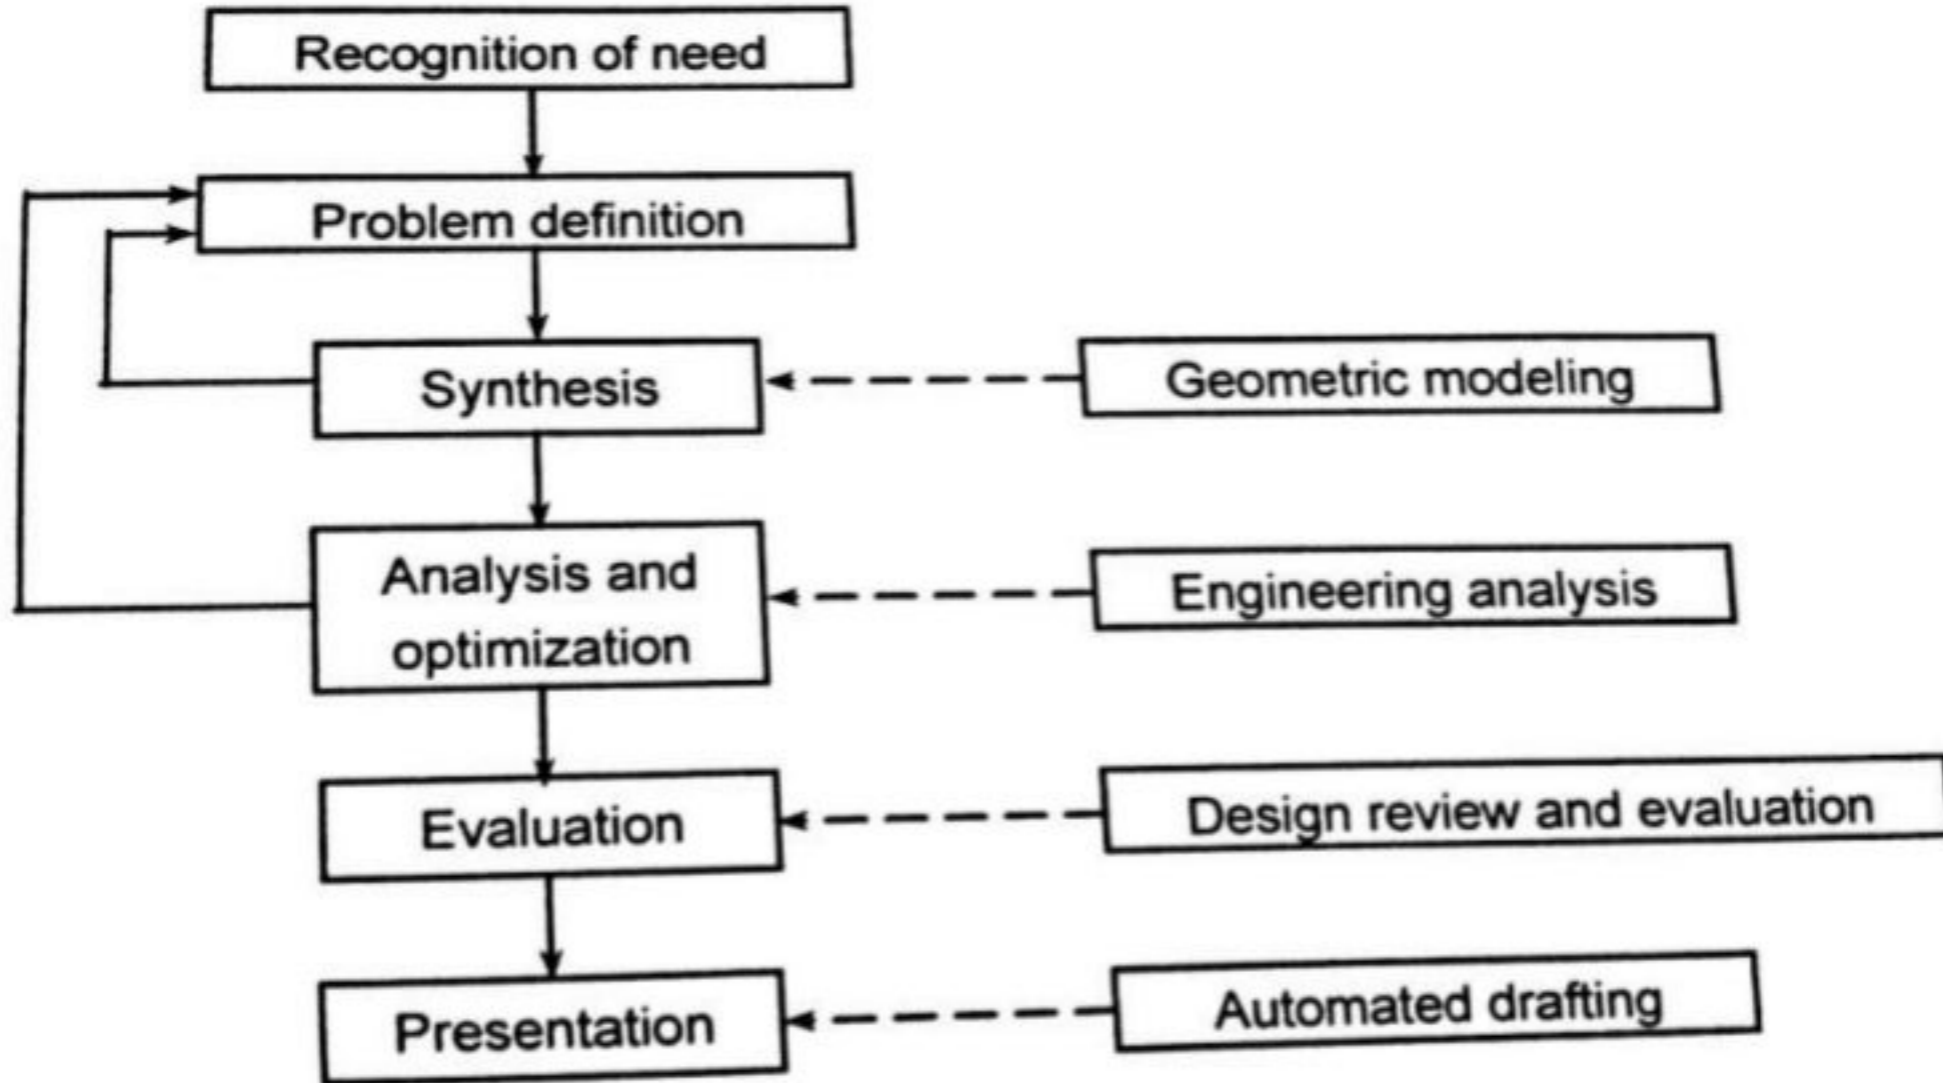 Recognition of need
Problem definition
Synthesis
Geometric modeling
Analysis and
optimization
Engineering analysis
Evaluation
Design review and evaluation
Presentation
Automated drafting